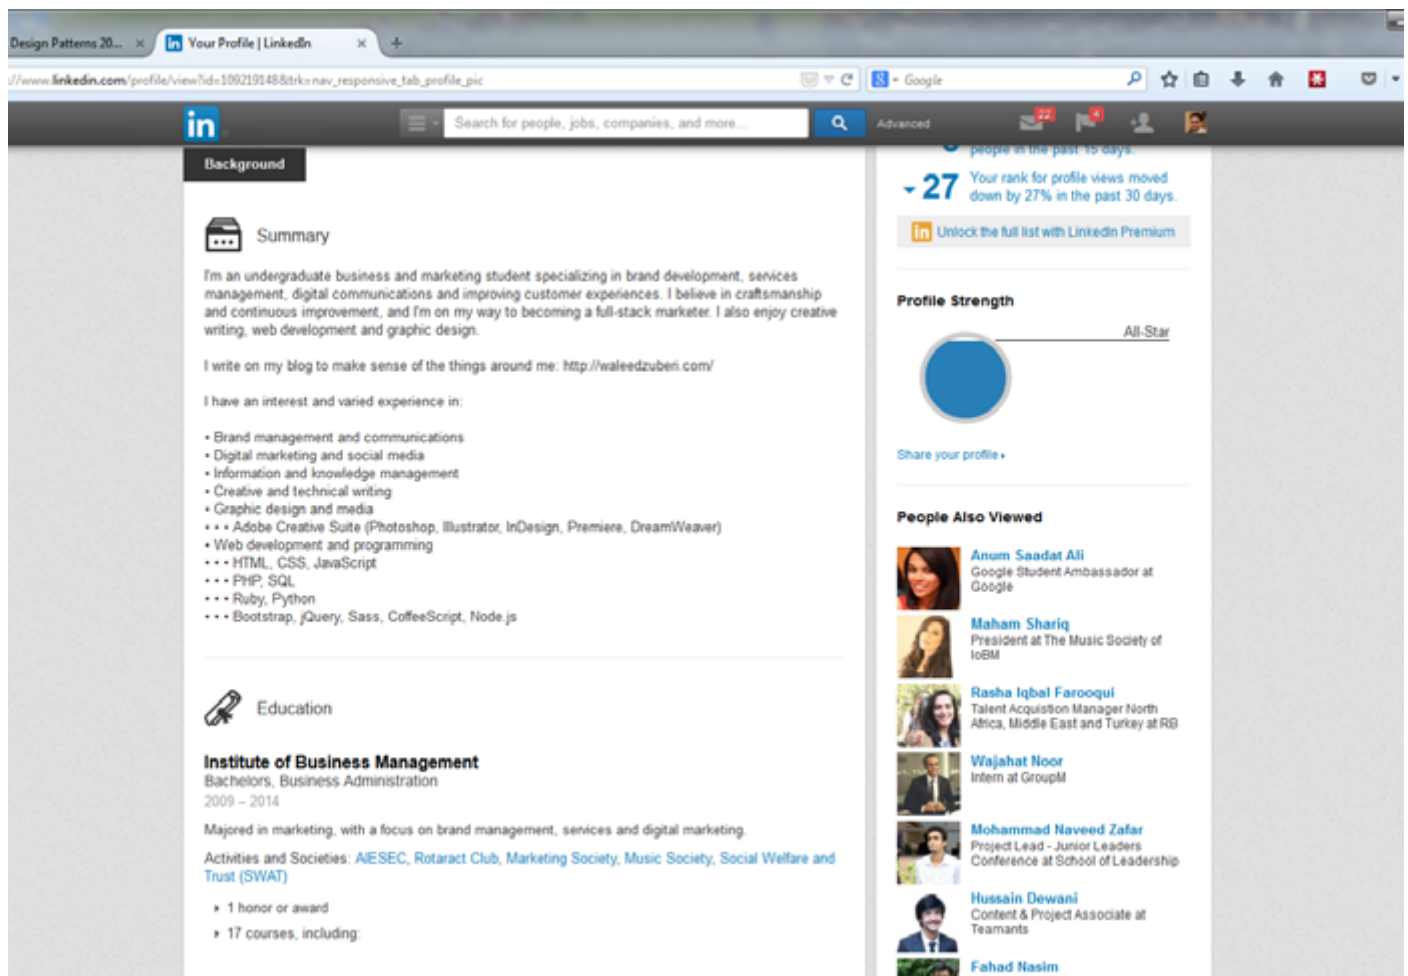 Design Patterns 20...
in Your Profile | LinkedIn
://www.linkedin.com/profile/view?id=109219148&trk=nav_responsive_tab_profile_pic
8 Google
in
Search for people, jobs, companies, and more...
Advanced
22
4
Background
Summary
I'm an undergraduate business and marketing student specializing in brand development, services
management, digital communications and improving customer experiences. I believe in craftsmanship
and continuous improvement, and I'm on my way to becoming a full-stack marketer. I also enjoy creative
writing, web development and graphic design.
I write on my blog to make sense of the things around me: http://waleedzuberi.com/
I have an interest and varied experience in:
• Brand management and communications
• Digital marketing and social media
• Information and knowledge management
• Creative and technical writing
• Graphic design and media
• • • Adobe Creative Suite (Photoshop, Illustrator, InDesign, Premiere, DreamWeaver)
• Web development and programming
• • • HTML, CSS, JavaScript
• • • PHP, SQL
• • • Ruby, Python
• • • Bootstrap, jQuery, Sass, CoffeeScript, Node.js
Education
Institute of Business Management
Bachelors, Business Administration
2009 – 2014
Majored in marketing, with a focus on brand management, services and digital marketing.
Activities and Societies: AIESEC, Rotaract Club, Marketing Society, Music Society, Social Welfare and
Trust (SWAT)
1 honor or award
17 courses, including:
people in the past 15 days.
27
Your rank for profile views moved
down by 27% in the past 30 days.
in Unlock the full list with LinkedIn Premium
Profile Strength
All-Star
Share your profile
People Also Viewed
Anum Saadat Ali
Google Student Ambassador at
Google
Maham Shariq
President at The Music Society of
IoBM
Rasha Iqbal Farooqui
Talent Acquistion Manager North
Africa, Middle East and Turkey at RB
Wajahat Noor
Intern at GroupM
Mohammad Naveed Zafar
Project Lead - Junior Leaders
Conference at School of Leadership
Hussain Dewani
Content & Project Associate at
Teamants
Fahad Nasim